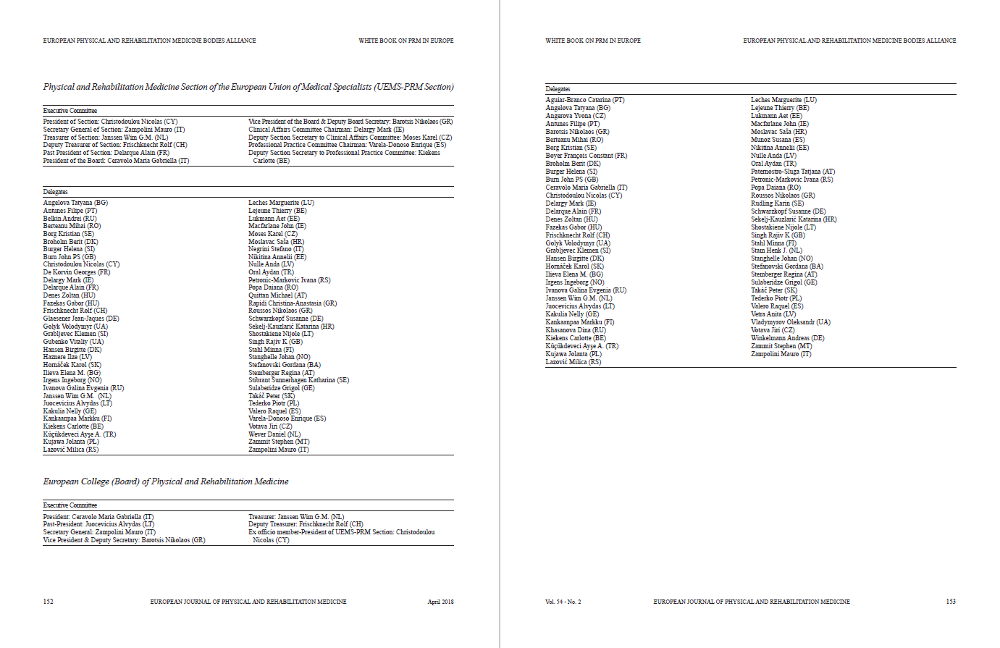 EUROPEAN PHYSICAL AND REHABILITATION MEDICINE BODIES ALLIANCE
WHITE BOOK ON PRM IN EUROPE
Physical and Rehabilitation Medicine Section of the European Union of Medical Specialists (UEMS-PRM Section)
Executive Committee
President of Section: Christodoulou Nicolas (CY)
Secretary General of Section: Zampolini Mauro (IT)
Treasurer of Section: Janssen Wim G.M. (NL)
Deputy Treasurer of Section: Frischknecht Rolf (CH)
Past President of Section: Delarque Alain (FR)
President of the Board: Ceravolo Maria Gabriella (IT)
Vice President of the Board & Deputy Board Secretary: Barotsis Nikolaos (GR)
Clinical Affairs Committee Chairman: Delargy Mark (IE)
Deputy Section Secretary to Clinical Affairs Committee: Moses Karel (CZ)
Professional Practice Committee Chairman: Varela-Donoso Enrique (ES)
Deputy Section Secretary to Professional Practice Committee: Kiekens
Carlotte (BE)
Delegates
Angelova Tatyana (BG)
Antunes Filipe (PT)
Belkin Andrei (RU)
Berteanu Mihai (RO)
Borg Kristian (SE)
Broholm Berit (DK)
Burger Helena (SI)
Burn John PS (GB)
Christodoulou Nicolas (CY)
De Korvin Georges (FR)
Delargy Mark (IE)
Delarque Alain (FR)
Denes Zoltan (HU)
Fazekas Gabor (HU)
Frischknecht Rolf (CH)
Glaesener Jean-Jaques (DE)
Golyk Volodymyr (UA)
Grabljevec Klemen (SI)
Gubenko Vitaliy (UA)
Hansen Birgitte (DK)
Haznere Ilze (LV)
Hornáček Karol (SK)
Ilieva Elena M. (BG)
Irgens Ingeborg (NO)
Ivanova Galina Evgenia (RU)
Janssen Wim G.M. (NL)
Juocevicius Alvydas (LT)
Kakulia Nelly (GE)
Kankaanpaa Markku (FI)
Kiekens Carlotte (BE)
Küçükdeveci Ayşe A. (TR)
Kujawa Jolanta (PL)
Lazović Milica (RS)
Leches Marguerite (LU)
Lejeune Thierry (BE)
Lukmann Aet (EE)
Macfarlane John (IE)
Moses Karel (CZ)
Moslavac Saša (HR)
Negrini Stefano (IT)
Nikitina Annelii (EE)
Nulle Anda (LV)
Oral Aydan (TR)
Petronic-Markovic Ivana (RS)
Popa Daiana (RO)
Quittan Michael (AT)
Rapidi Christina-Anastasia (GR)
Roussos Nikolaos (GR)
Schwarzkopf Susanne (DE)
Sekelj-Kauzlarić Katarina (HR)
Shostakiene Nijole (LT)
Singh Rajiv K (GB)
Stahl Minna (FI)
Stanghelle Johan (NO)
Stefanovski Gordana (BA)
Stemberger Regina (AT)
Stibrant Sunnerhagen Katharina (SE)
Sulaberidze Grigol (GE)
Takáč Peter (SK)
Tederko Piotr (PL)
Valero Raquel (ES)
Varela-Donoso Enrique (ES)
Votava Jiri (CZ)
Wever Daniel (NL)
Zammit Stephen (MT)
Zampolini Mauro (IT)
European College (Board) of Physical and Rehabilitation Medicine
Executive Committee
President: Ceravolo Maria Gabriella (IT)
Past-President: Juocevicius Alvydas (LT)
Secretary General: Zampolini Mauro (IT)
Vice President & Deputy Secretary: Barotsis Nikolaos (GR)
Treasurer: Janssen Wim G.M. (NL)
Deputy Treasurer: Frischknecht Rolf (CH)
Ex officio member-President of UEMS-PRM Section: Christodoulou
Nicolas (CY)
152
EUROPEAN JOURNAL OF PHYSICAL AND REHABILITATION MEDICINE
April 2018
WHITE BOOK ON PRM IN EUROPE
EUROPEAN PHYSICAL AND REHABILITATION MEDICINE BODIES ALLIANCE
Delegates
Aguiar-Branco Catarina (PT)
Angelova Tatyana (BG)
Angerova Yvona (CZ)
Antunes Filipe (PT)
Barotsis Nikolaos (GR)
Berteanu Mihai (RO)
Borg Kristian (SE)
Boyer François Constant (FR)
Broholm Berit (DK)
Burger Helena (SI)
Burn John PS (GB)
Ceravolo Maria Gabriella (IT)
Christodoulou Nicolas (CY)
Delargy Mark (IE)
Delarque Alain (FR)
Denes Zoltan (HU)
Fazekas Gabor (HU)
Frischknecht Rolf (CH)
Golyk Volodymyr (UA)
Grabljevec Klemen (SI)
Hansen Birgitte (DK)
Hornáček Karol (SK)
Ilieva Elena M. (BG)
Irgens Ingeborg (NO)
Ivanova Galina Evgenia (RU)
Janssen Wim G.M. (NL)
Juocevicius Alvydas (LT)
Kakulia Nelly (GE)
Kankaanpaa Markku (FI)
Khasanova Dina (RU)
Kiekens Carlotte (BE)
Küçükdeveci Ayşe A. (TR)
Kujawa Jolanta (PL)
Lazović Milica (RS)
Leches Marguerite (LU)
Lejeune Thierry (BE)
Lukmann Aet (EE)
Macfarlane John (IE)
Moslavac Saša (HR)
Munoz Susana (ES)
Nikitina Annelii (EE)
Nulle Anda (LV)
Oral Aydan (TR)
Paternostro-Sluga Tatjana (AT)
Petronic-Markovic Ivana (RS)
Popa Daiana (RO)
Roussos Nikolaos (GR)
Rudling Karin (SE)
Schwarzkopf Susanne (DE)
Sekelj-Kauzlarić Katarina (HR)
Shostakiene Nijole (LT)
Singh Rajiv K (GB)
Stahl Minna (FI)
Stam Henk J. (NL)
Stanghelle Johan (NO)
Stefanovski Gordana (BA)
Stemberger Regina (AT)
Sulaberidze Grigol (GE)
Takáč Peter (SK)
Tederko Piotr (PL)
Valero Raquel (ES)
Vetra Anita (LV)
Vladymyrov Oleksandr (UA)
Votava Jiri (CZ)
Winkelmann Andreas (DE)
Zammit Stephen (MT)
Zampolini Mauro (IT)
Vol. 54 - No. 2
EUROPEAN JOURNAL OF PHYSICAL AND REHABILITATION MEDICINE
153